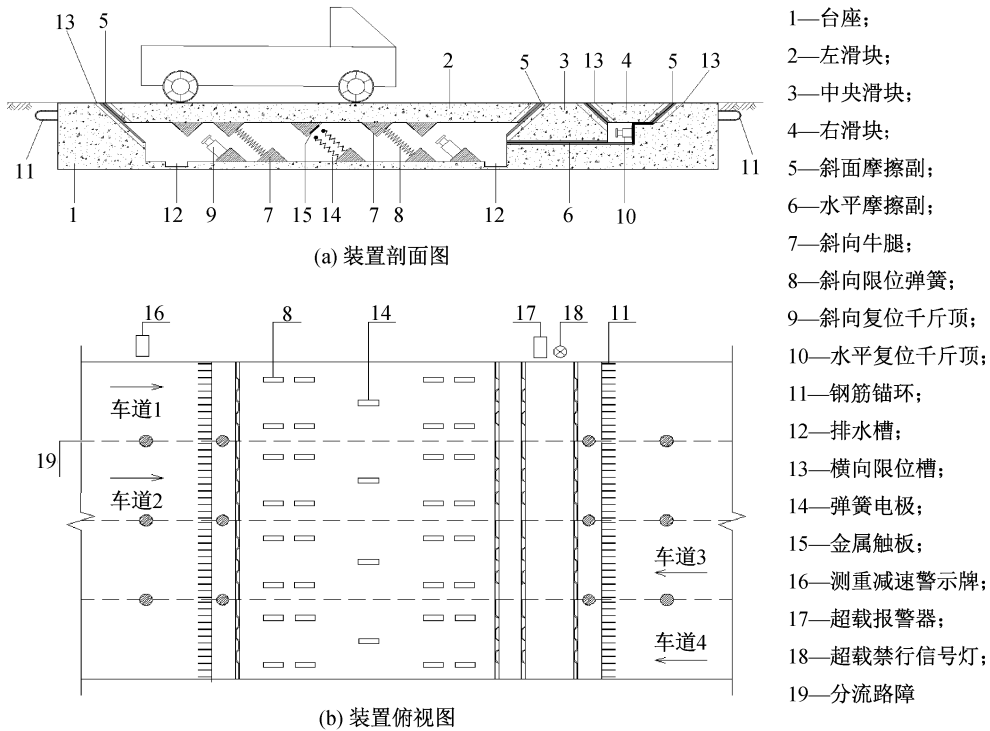 13 5 2 5 3 13 4 5 13
11 11
1 12 9 7 15 14 7 8 12 6 10
(a) 装置剖面图
16 8 14 17 18 11
车道1
19
车道2
车道3
车道4
(b) 装置俯视图
1—台座；
2—左滑块；
3—中央滑块；
4—右滑块；
5—斜面摩擦副；
6—水平摩擦副；
7—斜向牛腿；
8—斜向限位弹簧；
9—斜向复位千斤顶；
10—水平复位千斤顶；
11—钢筋锚环；
12—排水槽；
13—横向限位槽；
14—弹簧电极；
15—金属触板；
16—测重减速警示牌；
17—超载报警器；
18—超载禁行信号灯；
19—分流路障